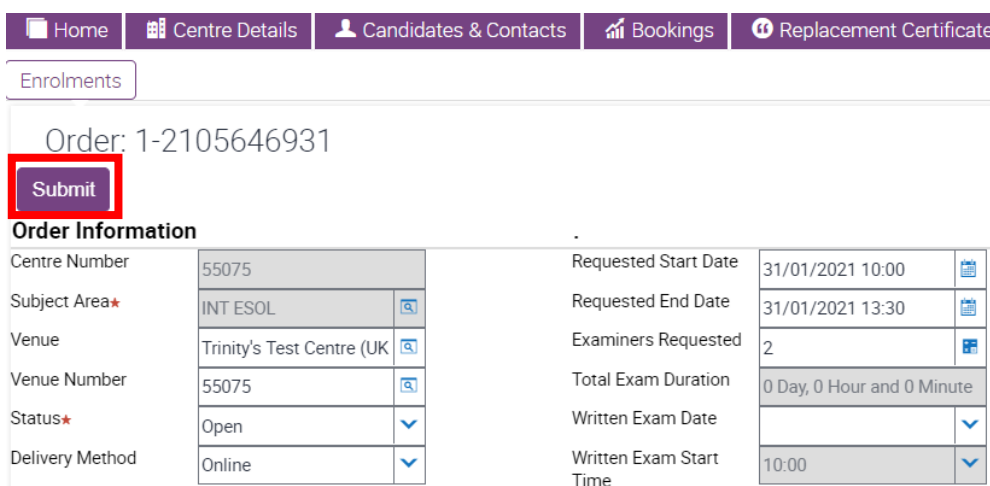 Home Centre Details Candidates & Contacts Bookings Replacement Certificate
Enrolments
Order: 1-2105646931
Submit
Order Information
Centre Number 55075
Subject Area★ INT ESOL
Venue Trinity's Test Centre (UK
Venue Number 55075
Status★ Open
Delivery Method Online
Requested Start Date 31/01/2021 10:00
Requested End Date 31/01/2021 13:30
Examiners Requested 2
Total Exam Duration 0 Day, 0 Hour and 0 Minute
Written Exam Date
Written Exam Start 10:00
Time